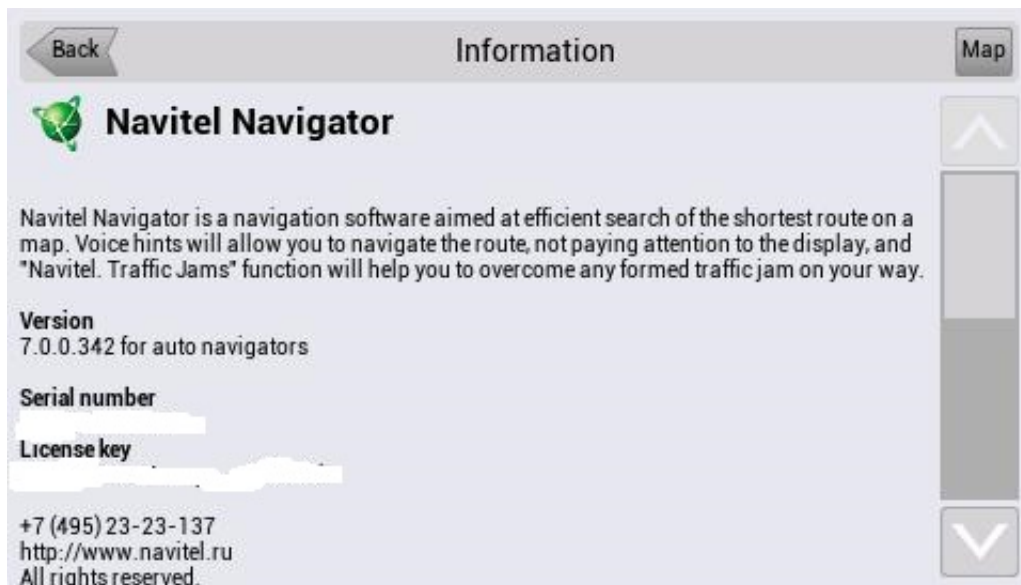 Back
Information
Map
Navitel Navigator
Navitel Navigator is a navigation software aimed at efficient search of the shortest route on a
map. Voice hints will allow you to navigate the route, not paying attention to the display, and
"Navitel. Traffic Jams" function will help you to overcome any formed traffic jam on your way.
Version
7.0.0.342 for auto navigators
Serial number
License key
+7 (495) 23-23-137
http://www.navitel.ru
All rights reserved.